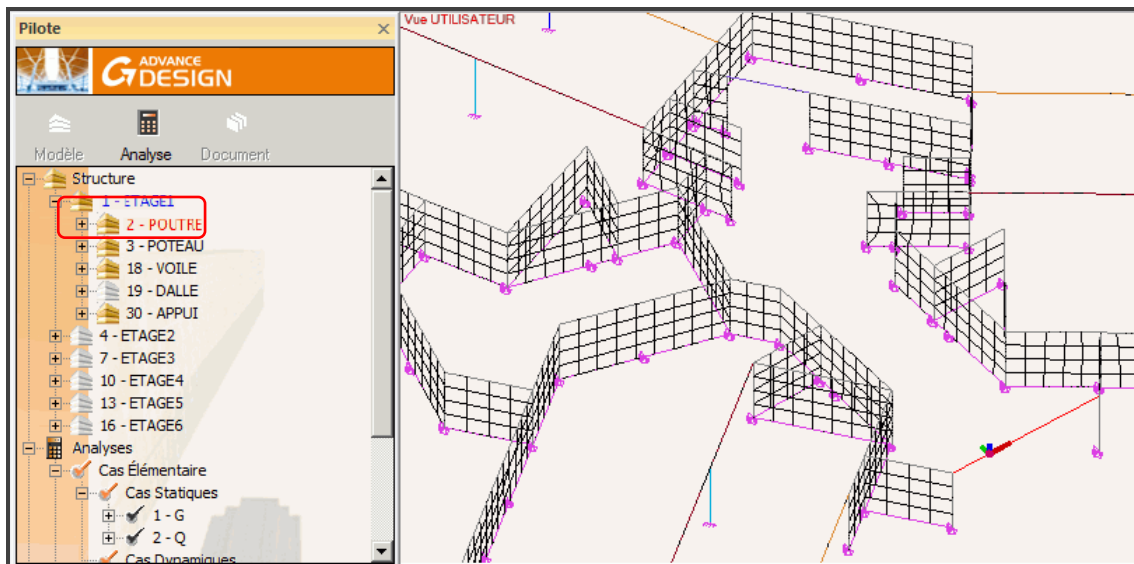 Pilote
ADVANCE
DESIGN
Modèle Analyse Document
Structure
1 - ETAGE1
2 - POUTRE
3 - POTEAU
18 - VOILE
19 - DALLE
30 - APPUI
4 - ETAGE2
7 - ETAGE3
10 - ETAGE4
13 - ETAGE5
16 - ETAGE6
Analyses
Cas Élémentaire
Cas Statiques
1 - G
2 - Q
Cas Dynamiques
Vue UTILISATEUR